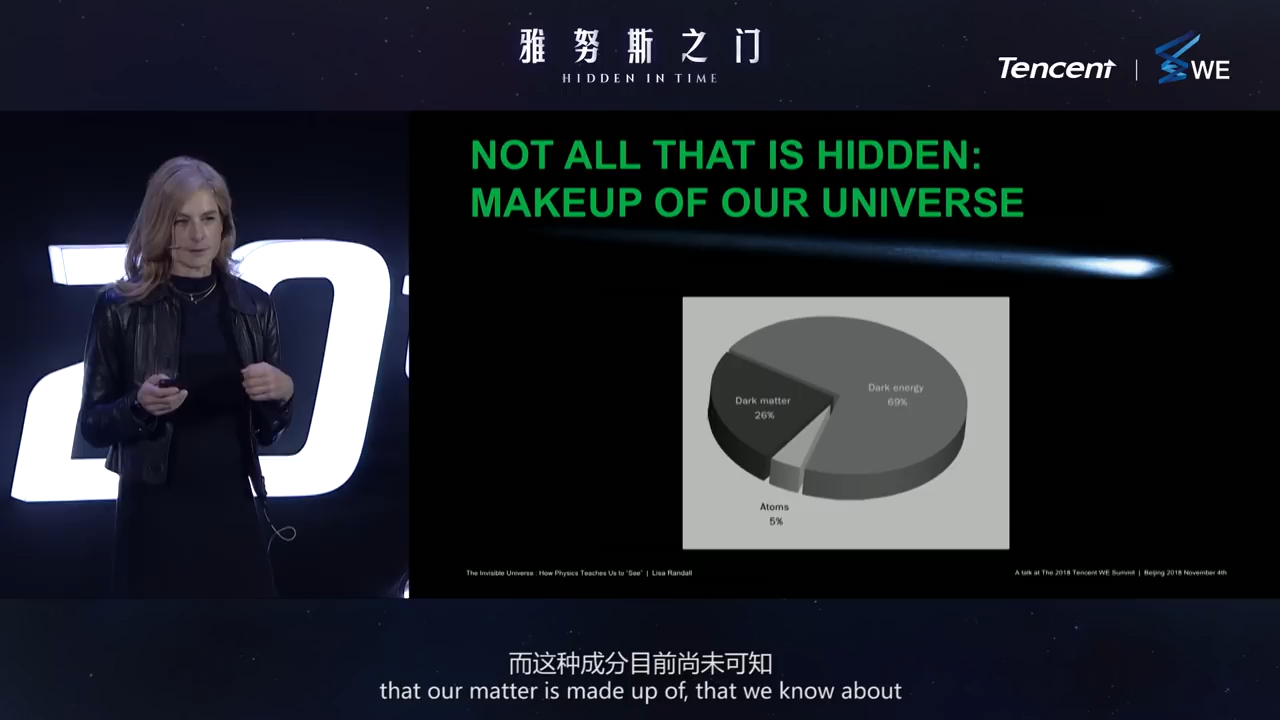 雅努斯之门
HIDDEN IN TIME
Tencent | WE
NOT ALL THAT IS HIDDEN:
MAKEUP OF OUR UNIVERSE
Dark energy
69%
Dark matter
26%
Atoms
5%
The Invisible Universe : How Physics Teaches Us to "See" | Lisa Randall
A talk at The 2018 Tencent WE Summit | Beijing 2018 November 4th
而这种成分目前尚未可知
that our matter is made up of, that we know about
20